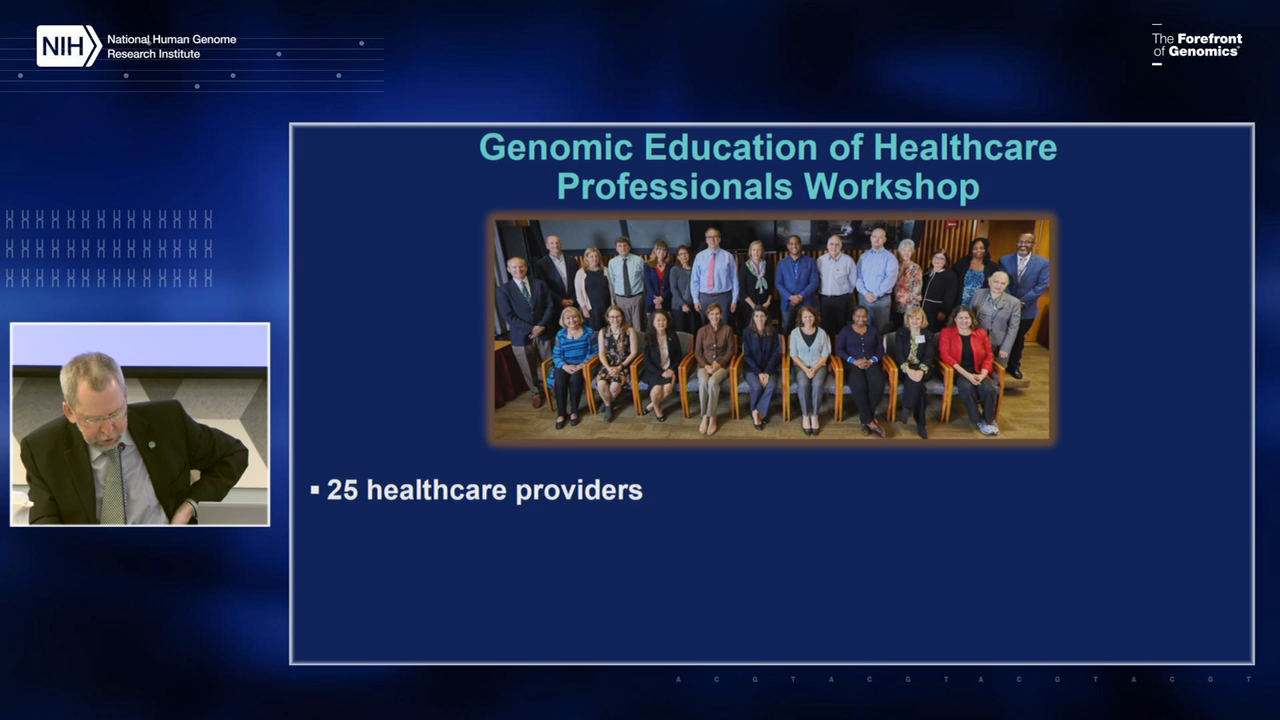 NIH
National Human Genome
Research Institute
The Forefront
of Genomics®
Genomic Education of Healthcare
Professionals Workshop
▪ 25 healthcare providers
A C G T A C G T A C G T A C G T